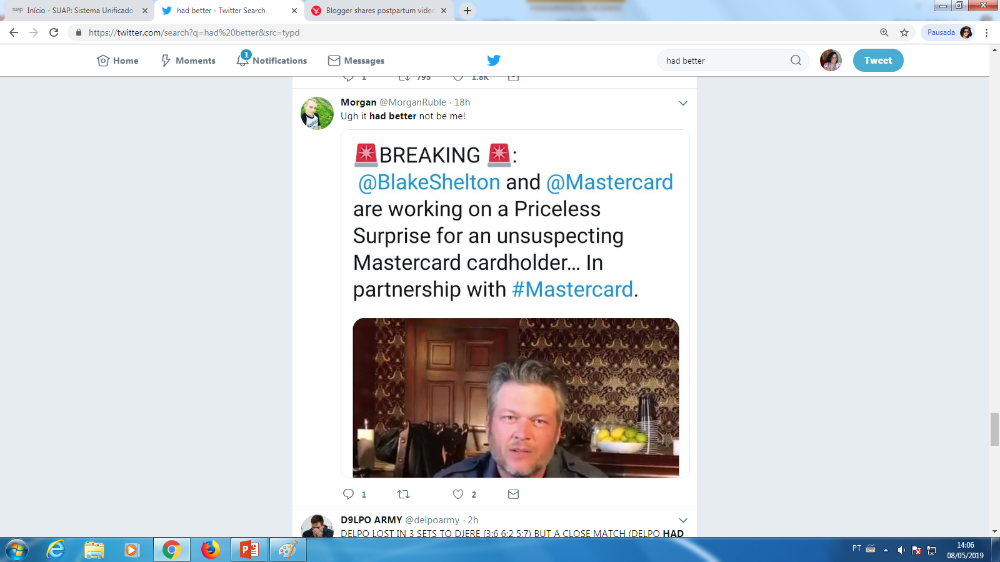 suap Início - SUAP: Sistema Unificado
had better - Twitter Search
Blogger shares postpartum video
https://twitter.com/search?q=had%20better&src=typd
Pausada
Home
Moments
1
Notifications
Messages
had better
Tweet
1 795 1.8K
Morgan @MorganRuble · 18h
Ugh it had better not be me!
BREAKING :
@BlakeShelton and @Mastercard
are working on a Priceless
Surprise for an unsuspecting
Mastercard cardholder... In
partnership with #Mastercard.
1 2
D9LPO ARMY @delpoarmy · 2h
DELPO LOST IN 3 SETS TO DJERE (3:6 6:2 5:7) BUT A CLOSE MATCH (DELPO HAD
PT
14:06
08/05/2019